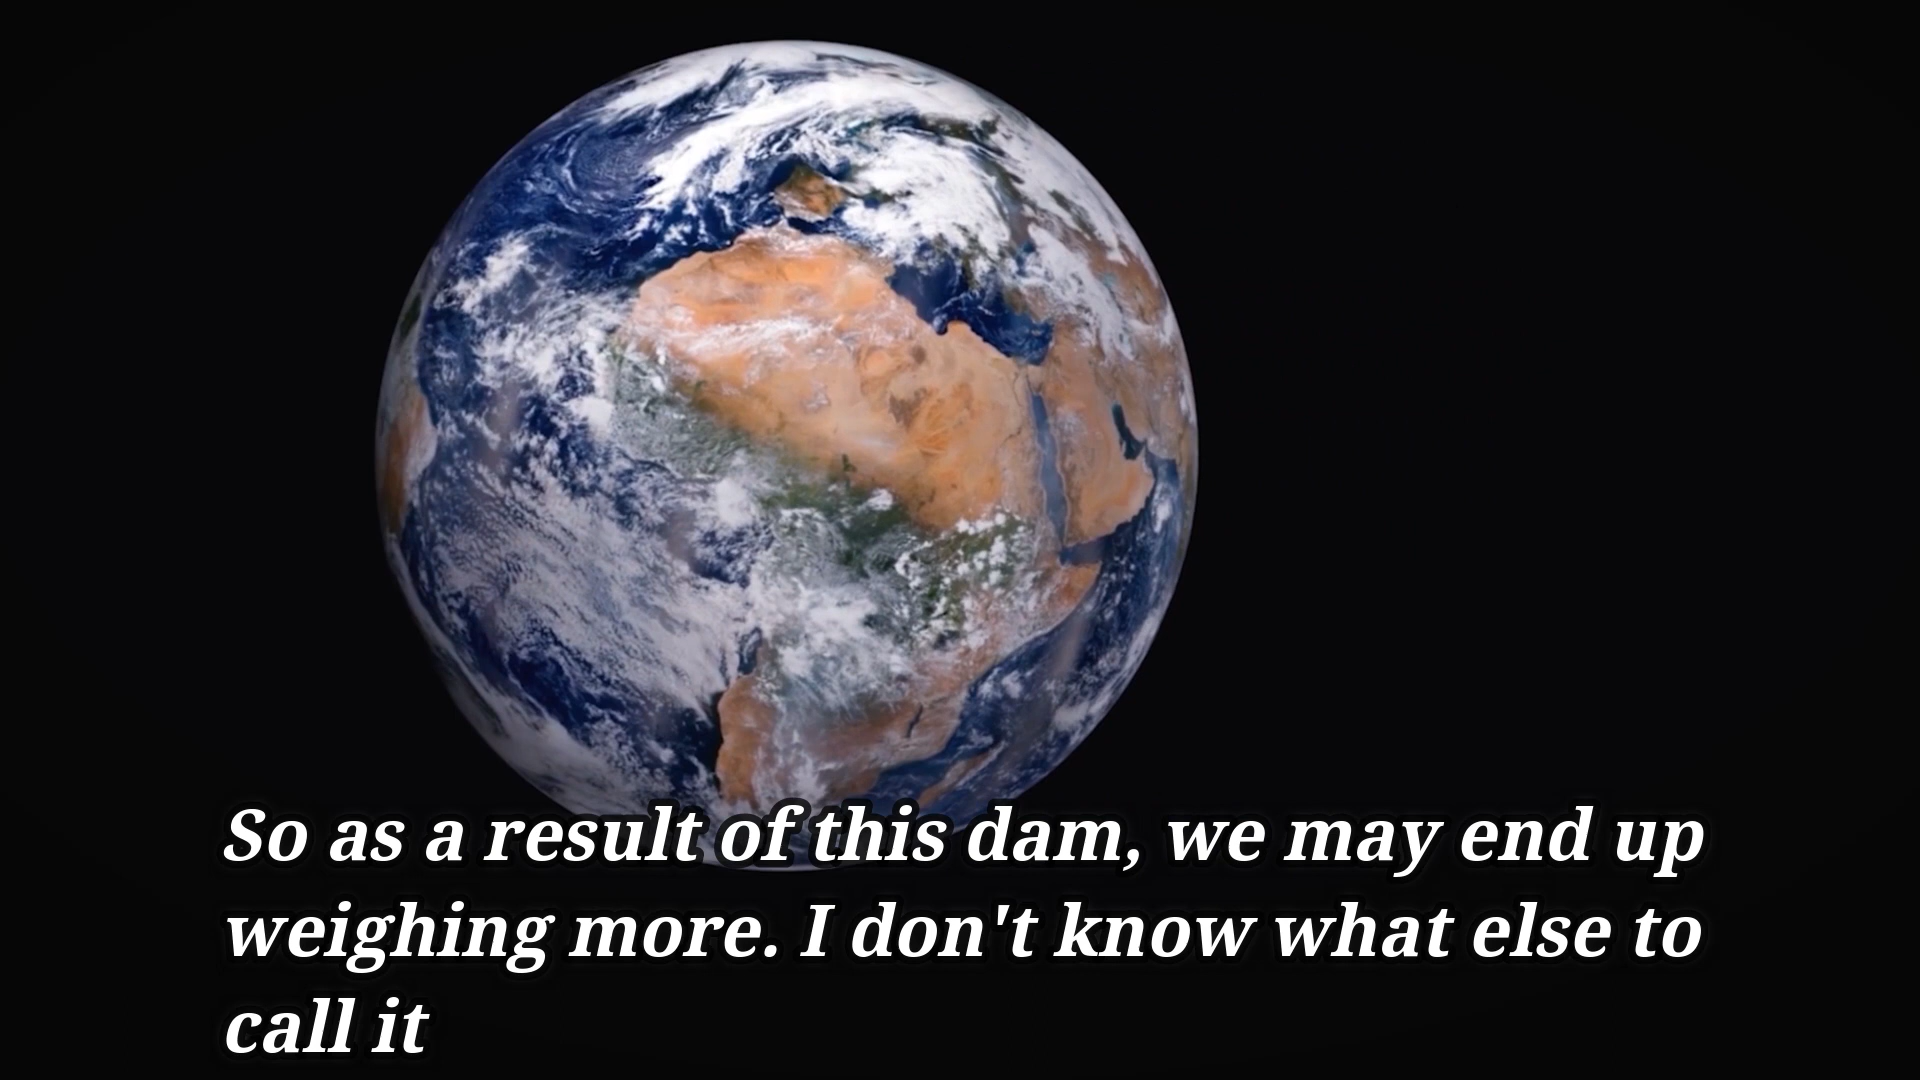 So as a result of this dam, we may end up
weighing more. I don't know what else to
call it